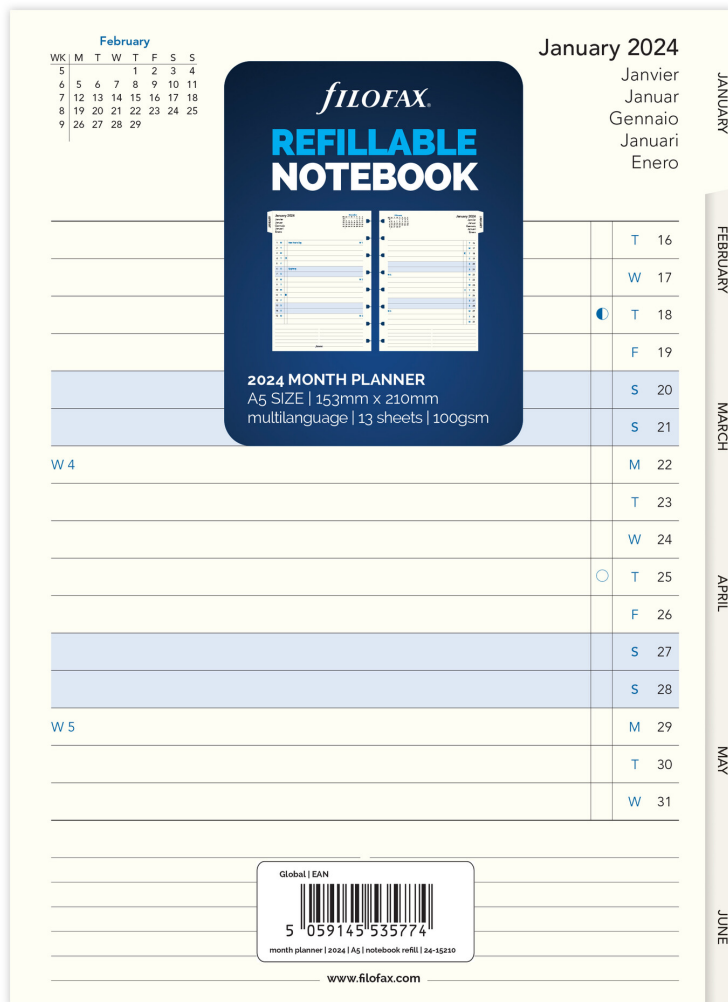 February
WK M T W T F S S
5 1 2 3 4
6 5 6 7 8 9 10 11
7 12 13 14 15 16 17 18
8 19 20 21 22 23 24 25
9 26 27 28 29
January 2024
Janvier
Januar
Gennaio
Januari
Enero
fILOFAX®
REFILLABLE
NOTEBOOK
January 2024
January 2024
2024 MONTH PLANNER
A5 SIZE | 153mm x 210mm
multilanguage | 13 sheets | 100gsm
T 16
W 17
T 18
F 19
S 20
S 21
W 4 M 22
T 23
W 24
T 25
F 26
S 27
S 28
W 5 M 29
T 30
W 31
JANUARY
FEBRUARY
MARCH
APRIL
MAY
JUNE
Global | EAN
5 059145 535774
month planner | 2024 | A5 | notebook refill | 24-15210
www.filofax.com